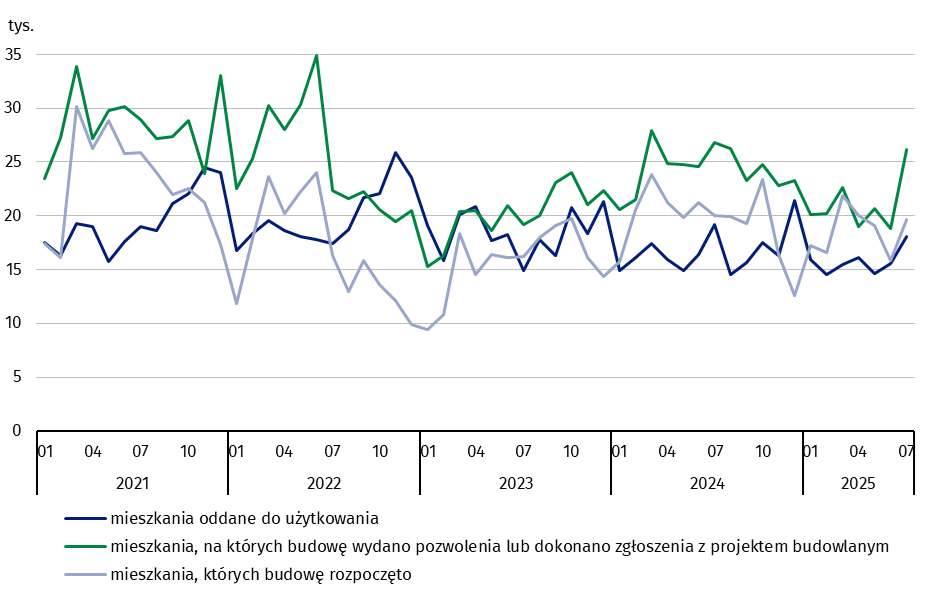 tys.
35
30
25
20
15
10
5
0
01 04 07 10 01 04 07 10 01 04 07 10 01 04 07 10 01 04 07
2021 2022 2023 2024 2025
mieszkania oddane do użytkowania
mieszkania, na których budowę wydano pozwolenia lub dokonano zgłoszenia z projektem budowlanym
mieszkania, których budowę rozpoczęto